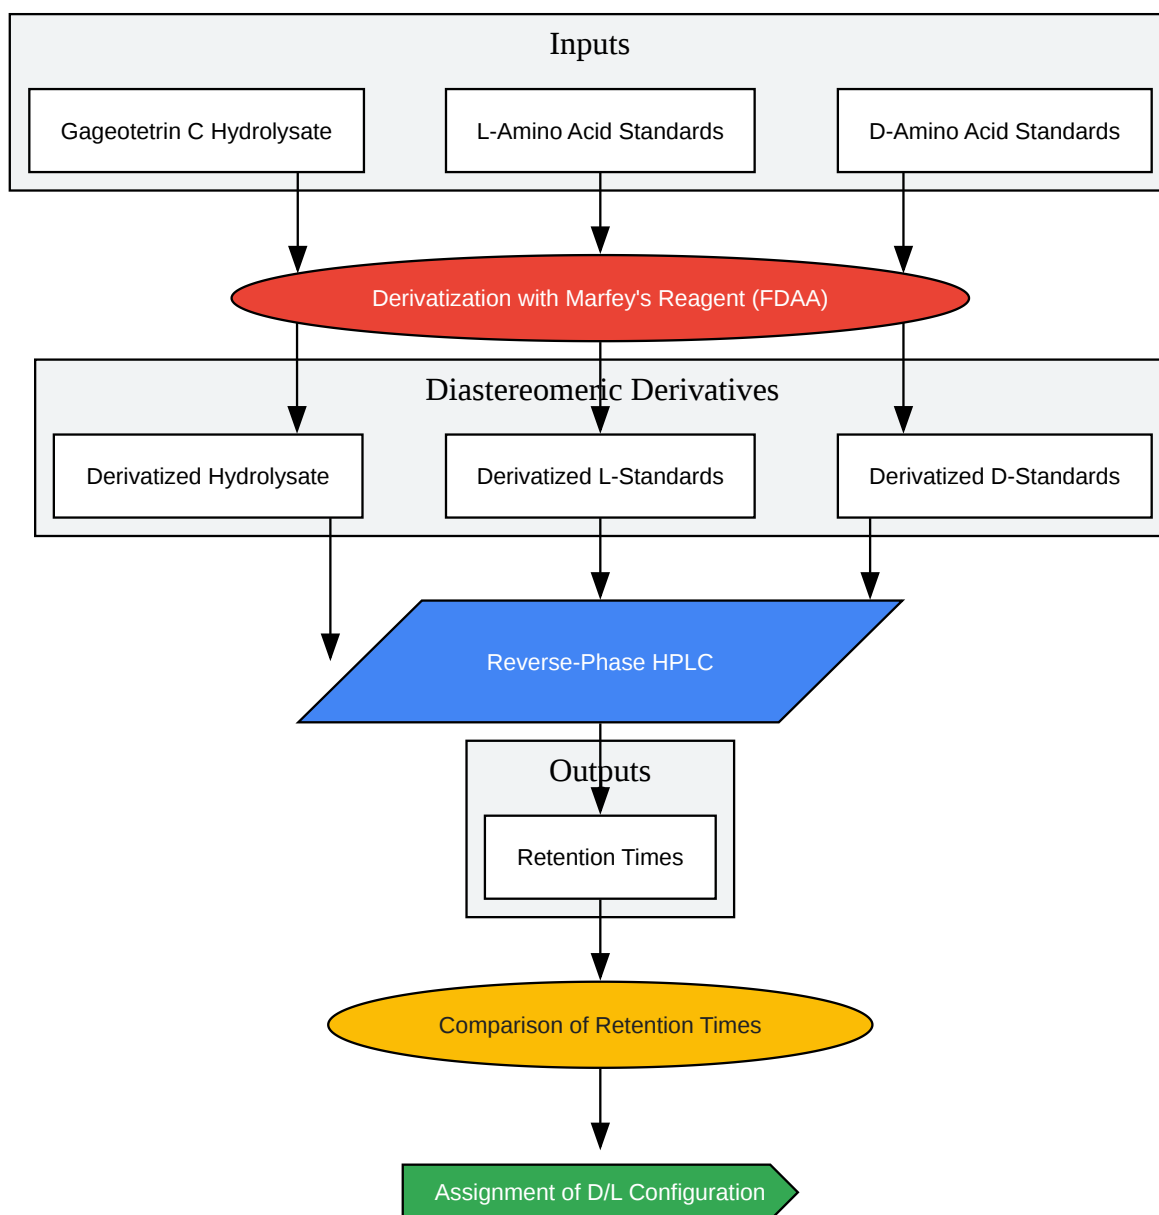 Inputs
Gageotetrin C Hydrolysate
L-Amino Acid Standards
D-Amino Acid Standards
Derivatization with Marfey's Reagent (FDAA)
Diastereomeric Derivatives
Derivatized Hydrolysate
Derivatized L-Standards
Derivatized D-Standards
Reverse-Phase HPLC
Outputs
Retention Times
Comparison of Retention Times
Assignment of D/L Configuration